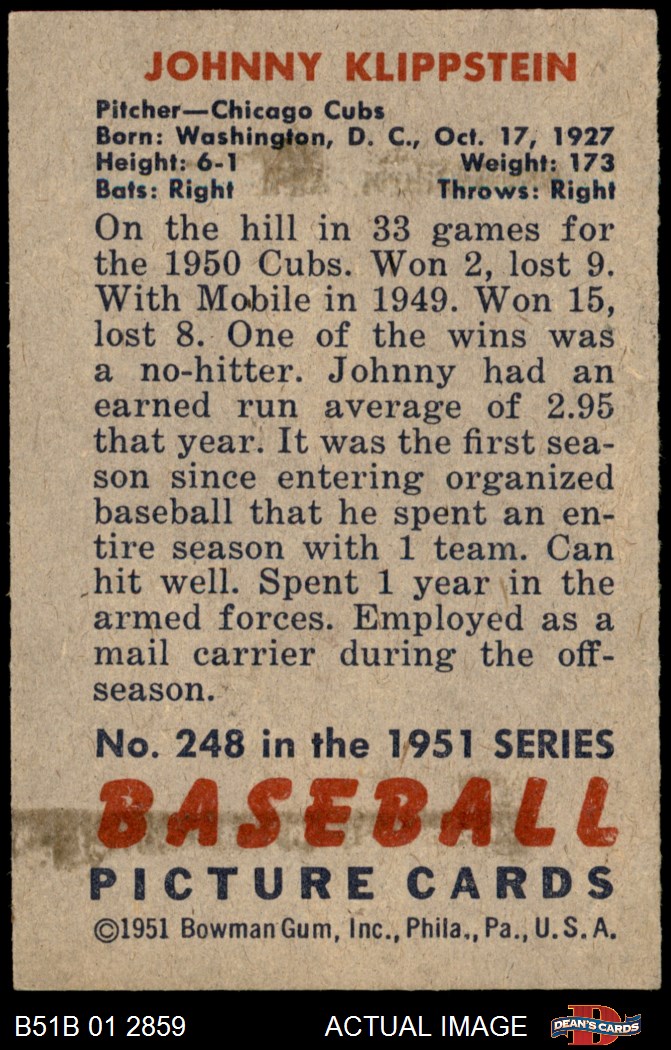 JOHNNY KLIPPSTEIN
Pitcher—Chicago Cubs
Born: Washington, D. C., Oct. 17, 1927
Height: 6-1 Weight: 173
Bats: Right Throws: Right
On the hill in 33 games for
the 1950 Cubs. Won 2, lost 9.
With Mobile in 1949. Won 15,
lost 8. One of the wins was
a no-hitter. Johnny had an
earned run average of 2.95
that year. It was the first sea-
son since entering organized
baseball that he spent an en-
tire season with 1 team. Can
hit well. Spent 1 year in the
armed forces. Employed as a
mail carrier during the off-
season.
No. 248 in the 1951 SERIES
BASEBALL
PICTURE CARDS
©1951 Bowman Gum, Inc., Phila., Pa., U.S.A.
B51B 01 2859 ACTUAL IMAGE D DEAN'S CARDS